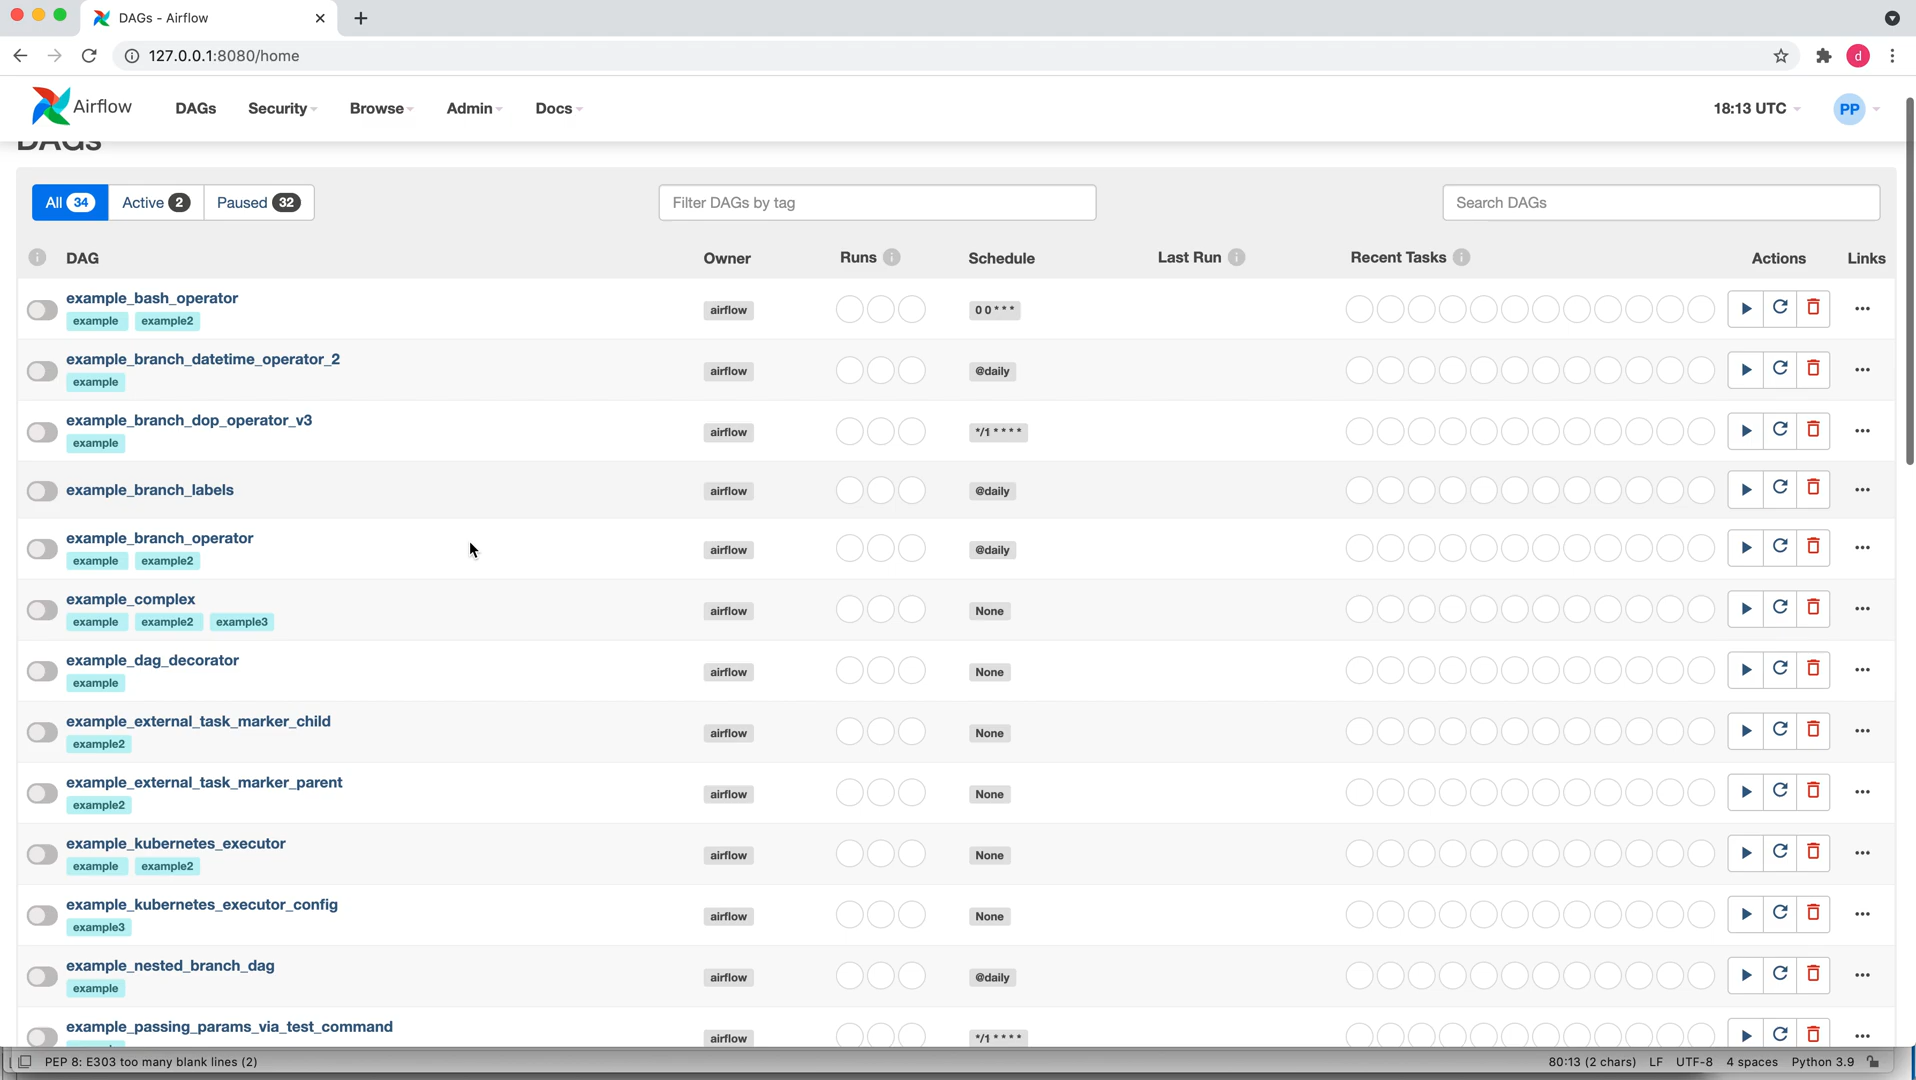 DAGs - Airflow
127.0.0.1:8080/home
Airflow DAGs Security Browse Admin Docs 18:13 UTC PP
d
DAGs
All 34 Active 2 Paused 32 Filter DAGs by tag Search DAGs
DAG Owner Runs Schedule Last Run Recent Tasks Actions Links
example_bash_operator
example example2
airflow
0 0 * * *
example_branch_datetime_operator_2
example
airflow
@daily
example_branch_dop_operator_v3
example
airflow
*/1 * * * *
example_branch_labels
airflow
@daily
example_branch_operator
example example2
airflow
@daily
example_complex
example example2 example3
airflow
None
example_dag_decorator
example
airflow
None
example_external_task_marker_child
example2
airflow
None
example_external_task_marker_parent
example2
airflow
None
example_kubernetes_executor
example example2
airflow
None
example_kubernetes_executor_config
example3
airflow
None
example_nested_branch_dag
example
airflow
@daily
example_passing_params_via_test_command
airflow
*/1 * * * *
PEP 8: E303 too many blank lines (2) 80:13 (2 chars) LF UTF-8 4 spaces Python 3.9